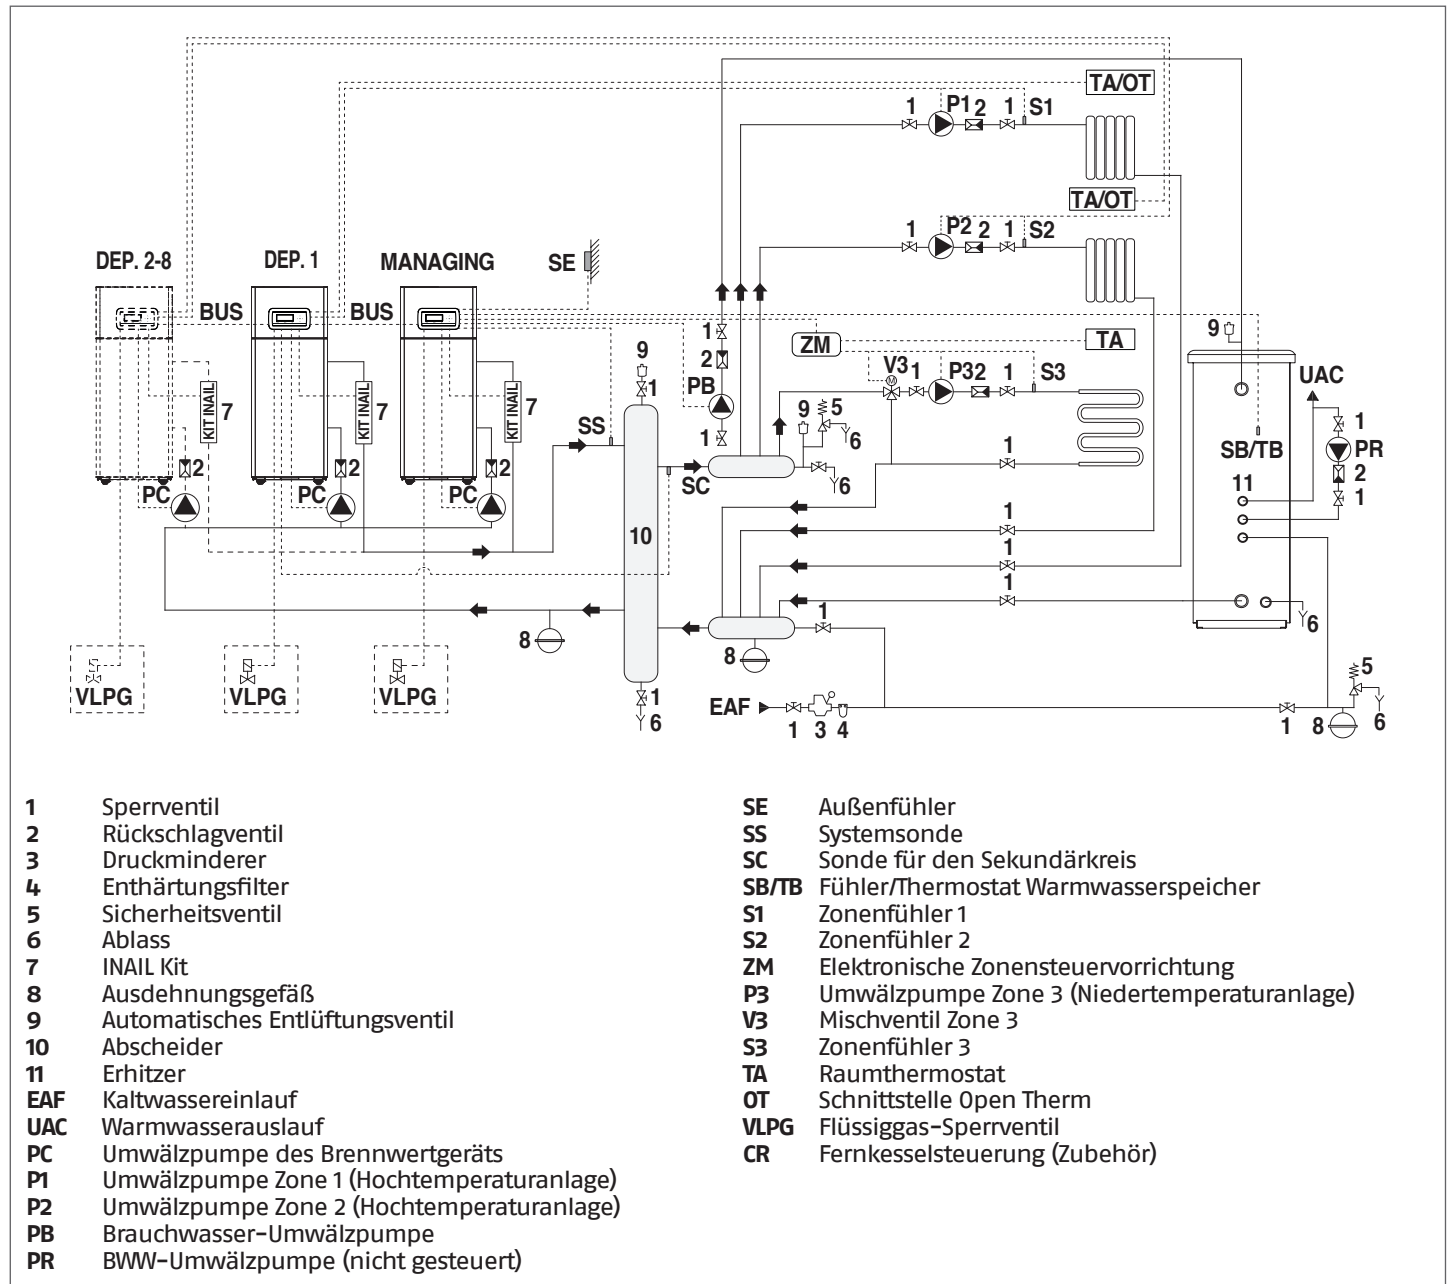 TA/OT
1 P1 2 1 S1
TA/OT
1 P2 2 1 S2
DEP. 2-8 DEP. 1 MANAGING SE
BUS BUS
ZM TA
9 1 2 PB 1
V3 1 P3 2 1 S3
9 UAC
KIT INAIL 7 KIT INAIL 7 KIT INAIL 7
SS 9 5 6
1 PR 2 1
SB/TB
11
2 2 2
PC PC PC
SC 6 1
10
1
1
1
1
8 8 6
VLPG VLPG VLPG
1 6
EAF 1 3 4 1 8 5 6
1 Sperrventil
2 Rückschlagventil
3 Druckminderer
4 Enthärtungsfilter
5 Sicherheitsventil
6 Ablass
7 INAIL Kit
8 Ausdehnungsgefäß
9 Automatisches Entlüftungsventil
10 Abscheider
11 Erhitzer
EAF Kaltwassereinlauf
UAC Warmwasserauslauf
PC Umwälzpumpe des Brennwertgeräts
P1 Umwälzpumpe Zone 1 (Hochtemperaturanlage)
P2 Umwälzpumpe Zone 2 (Hochtemperaturanlage)
PB Brauchwasser-Umwälzpumpe
PR BWW-Umwälzpumpe (nicht gesteuert)
SE Außenfühler
SS Systemsonde
SC Sonde für den Sekundärkreis
SB/TB Fühler/Thermostat Warmwasserspeicher
S1 Zonenfühler 1
S2 Zonenfühler 2
ZM Elektronische Zonensteuervorrichtung
P3 Umwälzpumpe Zone 3 (Niedertemperaturanlage)
V3 Mischventil Zone 3
S3 Zonenfühler 3
TA Raumthermostat
OT Schnittstelle Open Therm
VLPG Flüssiggas-Sperrventil
CR Fernkesselsteuerung (Zubehör)